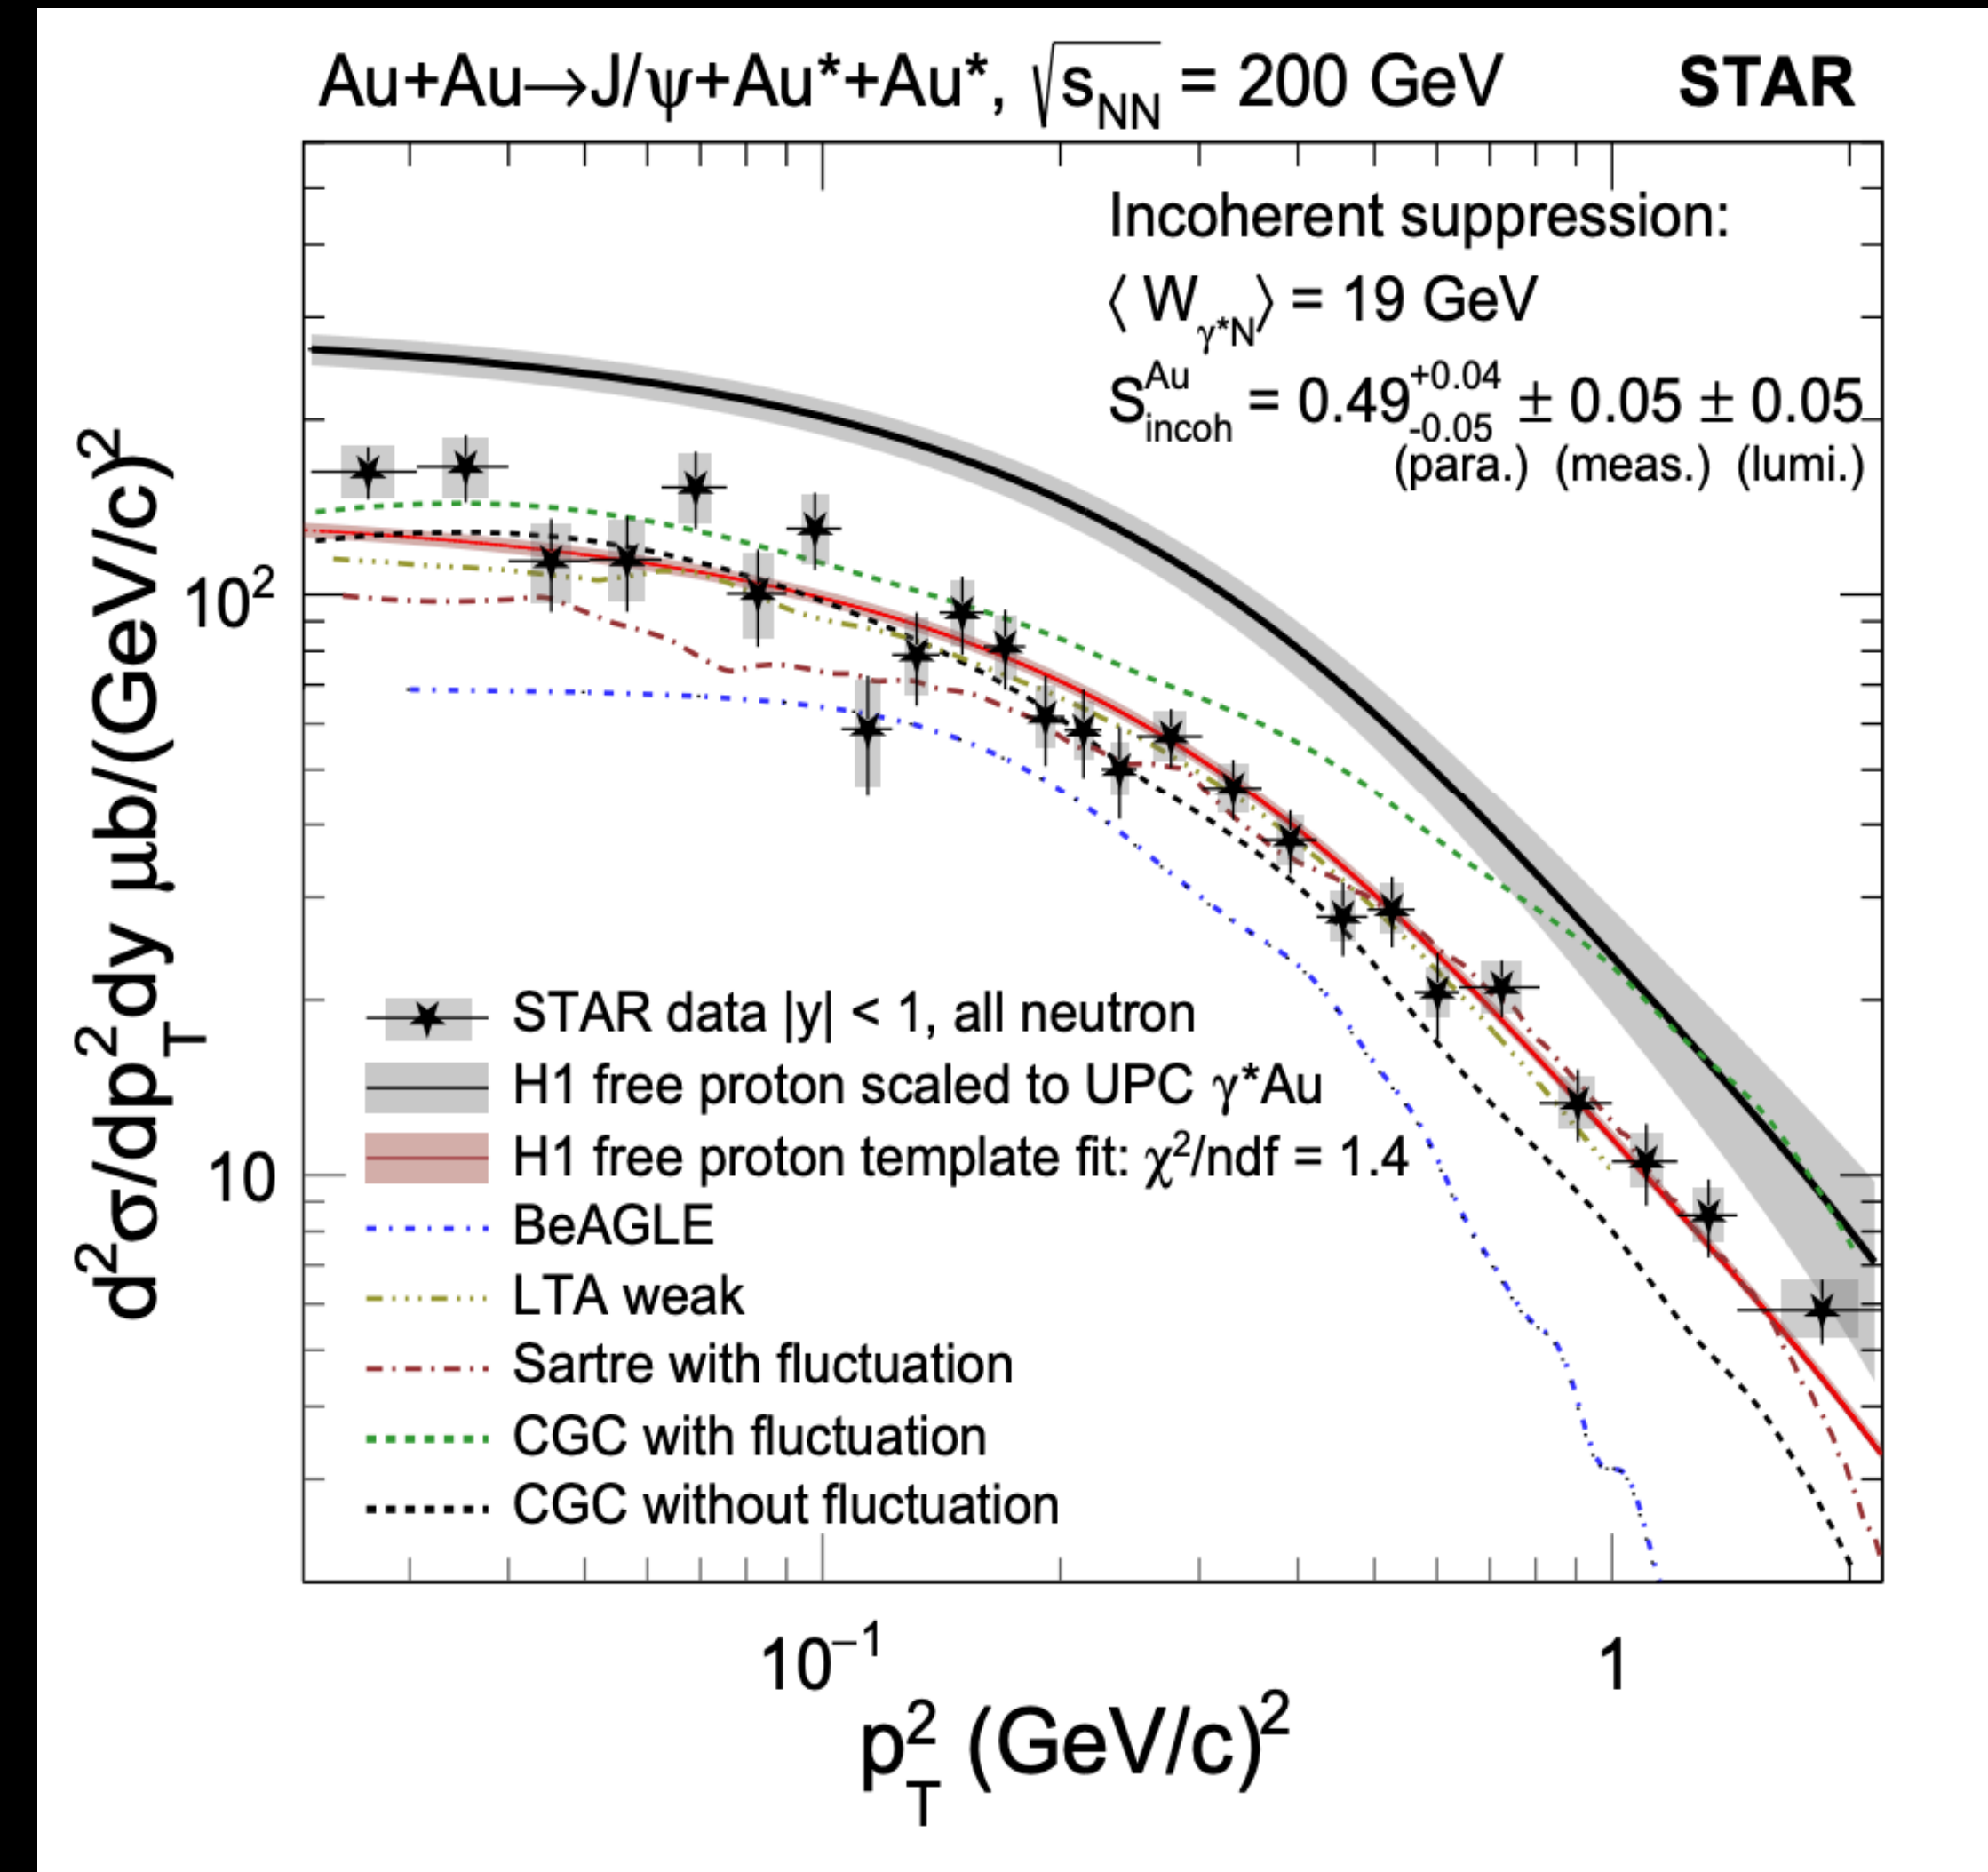 Au+Au→J/ψ+Au*+Au*, √s_NN = 200 GeV STAR
Incoherent suppression:
⟨ W_γ*N ⟩ = 19 GeV
S^Au_incoh = 0.49^+0.04_-0.05 ± 0.05 ± 0.05
(para.) (meas.) (lumi.)
d²σ/dp_T²dy μb/(GeV/c)²
10²
10
STAR data |y| < 1, all neutron
H1 free proton scaled to UPC γ*Au
H1 free proton template fit: χ²/ndf = 1.4
BeAGLE
LTA weak
Sartre with fluctuation
CGC with fluctuation
CGC without fluctuation
10⁻¹ 1
p_T² (GeV/c)²